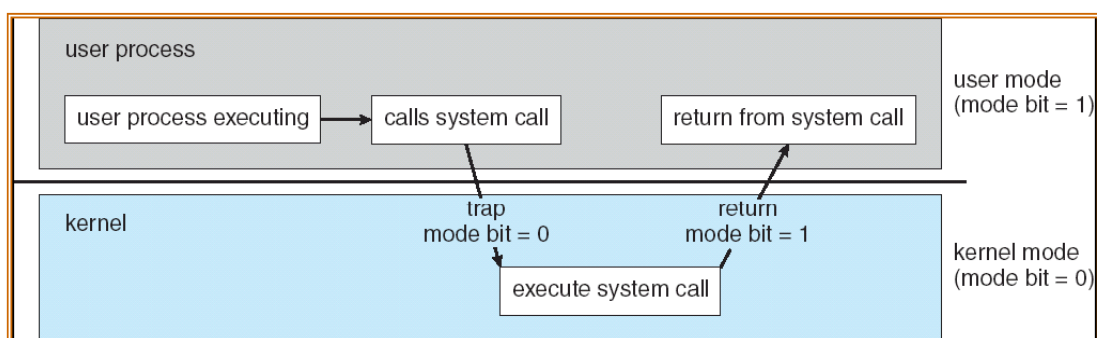 user process
user process executing
calls system call
return from system call
user mode
(mode bit = 1)
kernel
trap
mode bit = 0
return
mode bit = 1
execute system call
kernel mode
(mode bit = 0)